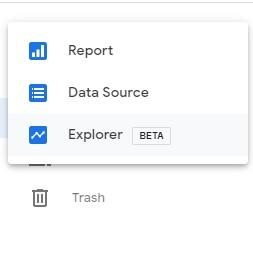 Report
Data Source
Explorer BETA
Trash